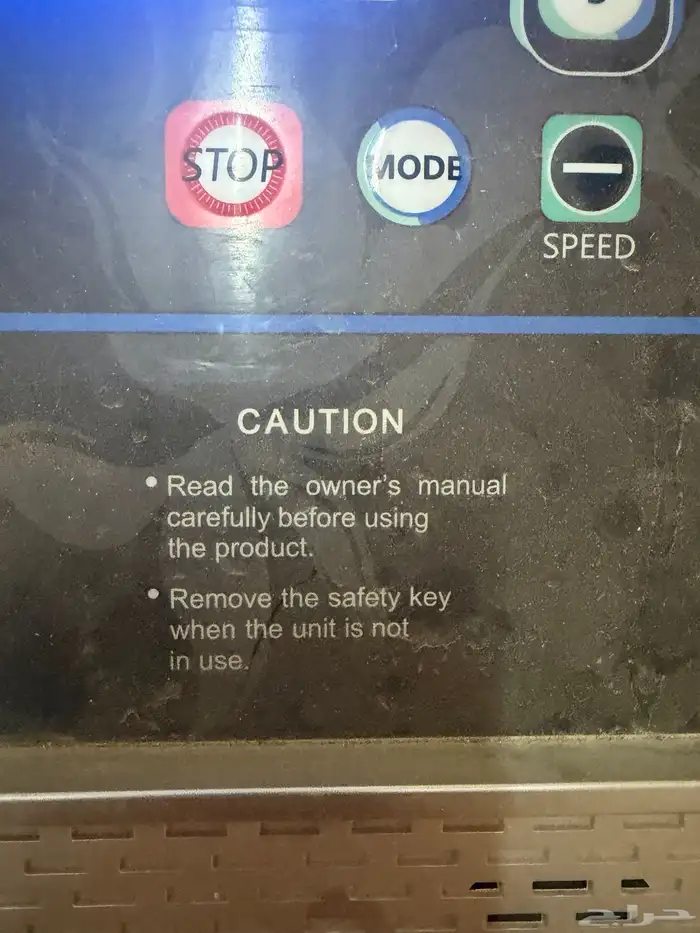 STOP
MODE
SPEED
CAUTION
• Read the owner's manual
carefully before using
the product.
• Remove the safety key
when the unit is not
in use.
حراج